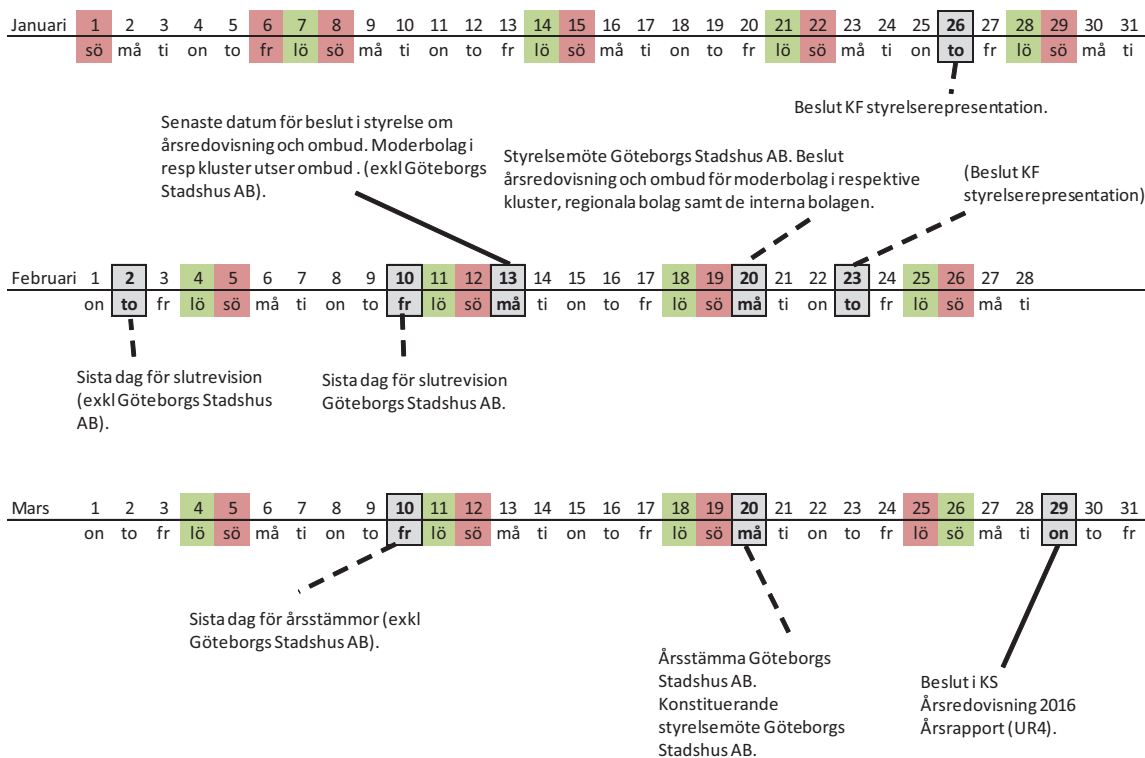 Januari 1 2 3 4 5 6 7 8 9 10 11 12 13 14 15 16 17 18 19 20 21 22 23 24 25 26 27 28 29 30 31
sö må ti on to fr lö sö må ti on to fr lö sö må ti on to fr lö sö må ti on to fr lö sö må ti
Beslut KF styrelserepresentation.
Senaste datum för beslut i styrelse om
årsredovisning och ombud. Moderbolag i
resp kluster utser ombud . (exkl Göteborgs
Stadshus AB).
Styrelsemöte Göteborgs Stadshus AB. Beslut
årsredovisning och ombud för moderbolag i respektive
kluster, regionala bolag samt de interna bolagen.
(Beslut KF
styrelserepresentation)
Februari 1 2 3 4 5 6 7 8 9 10 11 12 13 14 15 16 17 18 19 20 21 22 23 24 25 26 27 28
on to fr lö sö må ti on to fr lö sö må ti on to fr lö sö må ti on to fr lö sö må ti
Sista dag för slutrevision
(exkl Göteborgs Stadshus
AB).
Sista dag för slutrevision
Göteborgs Stadshus AB.
Mars 1 2 3 4 5 6 7 8 9 10 11 12 13 14 15 16 17 18 19 20 21 22 23 24 25 26 27 28 29 30 31
on to fr lö sö må ti on to fr lö sö må ti on to fr lö sö må ti on to fr lö sö må ti on to fr
Sista dag för årsstämmor (exkl
Göteborgs Stadshus AB).
Årsstämma Göteborgs
Stadshus AB.
Konstituerande
styrelsemöte Göteborgs
Stadshus AB.
Beslut i KS
Årsredovisning 2016
Årsrapport (UR4).